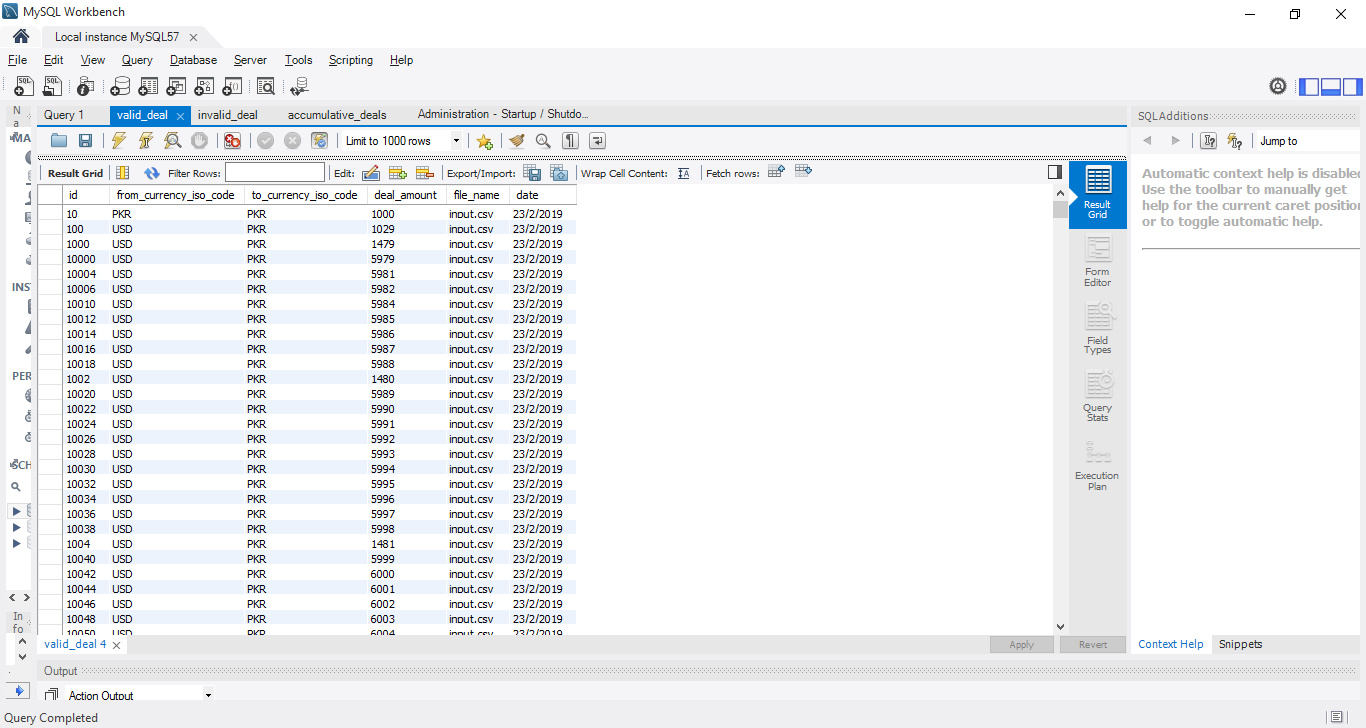 MySQL Workbench
Local instance MySQL57
File Edit View Query Database Server Tools Scripting Help
Query 1 valid_deal invalid_deal accumulative_deals Administration - Startup / Shutdo...
Limit to 1000 rows
Result Grid Filter Rows: Edit: Export/Import: Wrap Cell Content: Fetch rows:
id from_currency_iso_code to_currency_iso_code deal_amount file_name date
10 PKR PKR 1000 input.csv 23/2/2019
100 USD PKR 1029 input.csv 23/2/2019
1000 USD PKR 1479 input.csv 23/2/2019
10000 USD PKR 5979 input.csv 23/2/2019
10004 USD PKR 5981 input.csv 23/2/2019
10006 USD PKR 5982 input.csv 23/2/2019
10010 USD PKR 5984 input.csv 23/2/2019
10012 USD PKR 5985 input.csv 23/2/2019
10014 USD PKR 5986 input.csv 23/2/2019
10016 USD PKR 5987 input.csv 23/2/2019
10018 USD PKR 5988 input.csv 23/2/2019
1002 USD PKR 1480 input.csv 23/2/2019
10020 USD PKR 5989 input.csv 23/2/2019
10022 USD PKR 5990 input.csv 23/2/2019
10024 USD PKR 5991 input.csv 23/2/2019
10026 USD PKR 5992 input.csv 23/2/2019
10028 USD PKR 5993 input.csv 23/2/2019
10030 USD PKR 5994 input.csv 23/2/2019
10032 USD PKR 5995 input.csv 23/2/2019
10034 USD PKR 5996 input.csv 23/2/2019
10036 USD PKR 5997 input.csv 23/2/2019
10038 USD PKR 5998 input.csv 23/2/2019
1004 USD PKR 1481 input.csv 23/2/2019
10040 USD PKR 5999 input.csv 23/2/2019
10042 USD PKR 6000 input.csv 23/2/2019
10044 USD PKR 6001 input.csv 23/2/2019
10046 USD PKR 6002 input.csv 23/2/2019
10048 USD PKR 6003 input.csv 23/2/2019
10050 USD PKR 6004 input.csv 23/2/2019
Result
Grid
Form
Editor
Field
Types
Query
Stats
Execution
Plan
valid_deal 4
Apply Revert
SQLAdditions
Jump to
Automatic context help is disabled
Use the toolbar to manually get
help for the current caret position
or to toggle automatic help.
Context Help Snippets
N
a
MA
INS
PER
SCH
In
fo
Output
Action Output
Query Completed